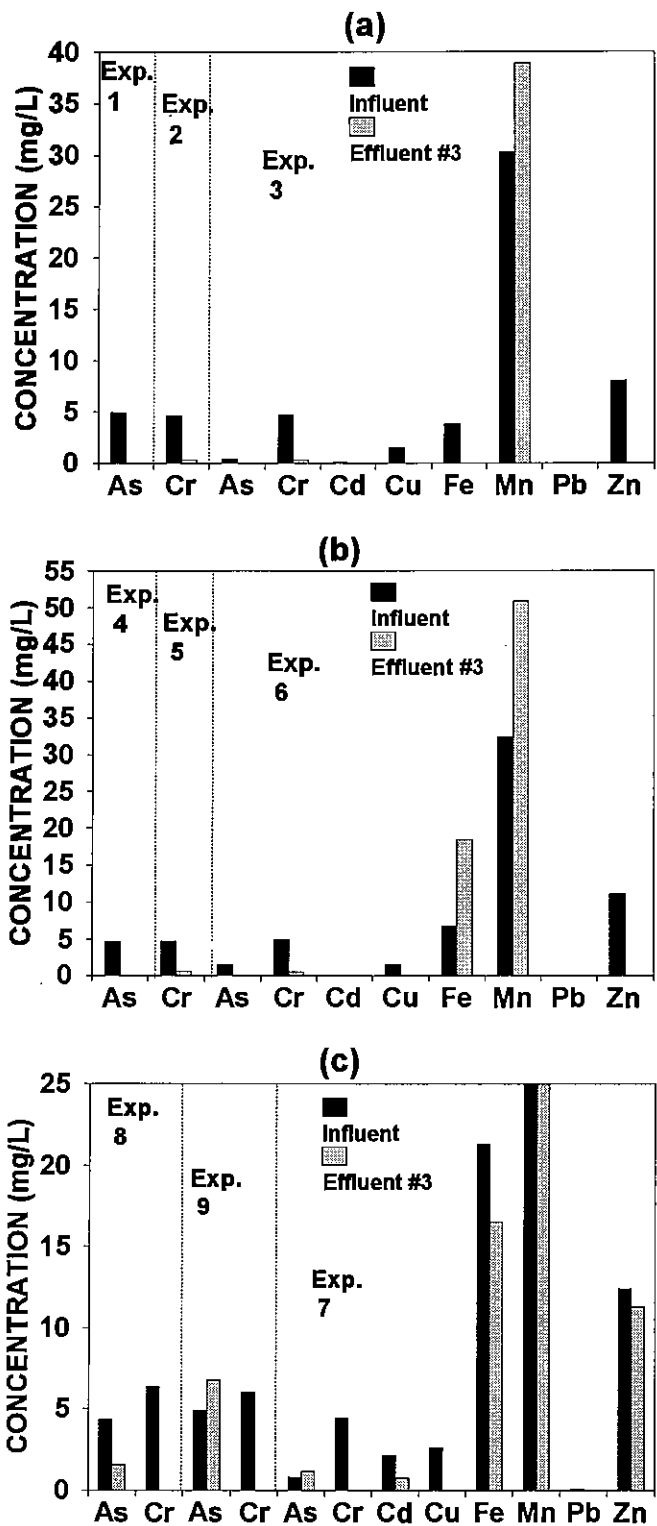 (a)
CONCENTRATION (mg/L)
40
35
30
25
20
15
10
5
0
Exp.
1
Exp.
2
Exp.
3
Influent
Effluent #3
As Cr As Cr Cd Cu Fe Mn Pb Zn
(b)
CONCENTRATION (mg/L)
55
50
45
40
35
30
25
20
15
10
5
0
Exp.
4
Exp.
5
Exp.
6
Influent
Effluent #3
As Cr As Cr Cd Cu Fe Mn Pb Zn
(c)
CONCENTRATION (mg/L)
25
20
15
10
5
0
Exp.
8
Exp.
9
Exp.
7
Influent
Effluent #3
As Cr As Cr As Cr Cd Cu Fe Mn Pb Zn